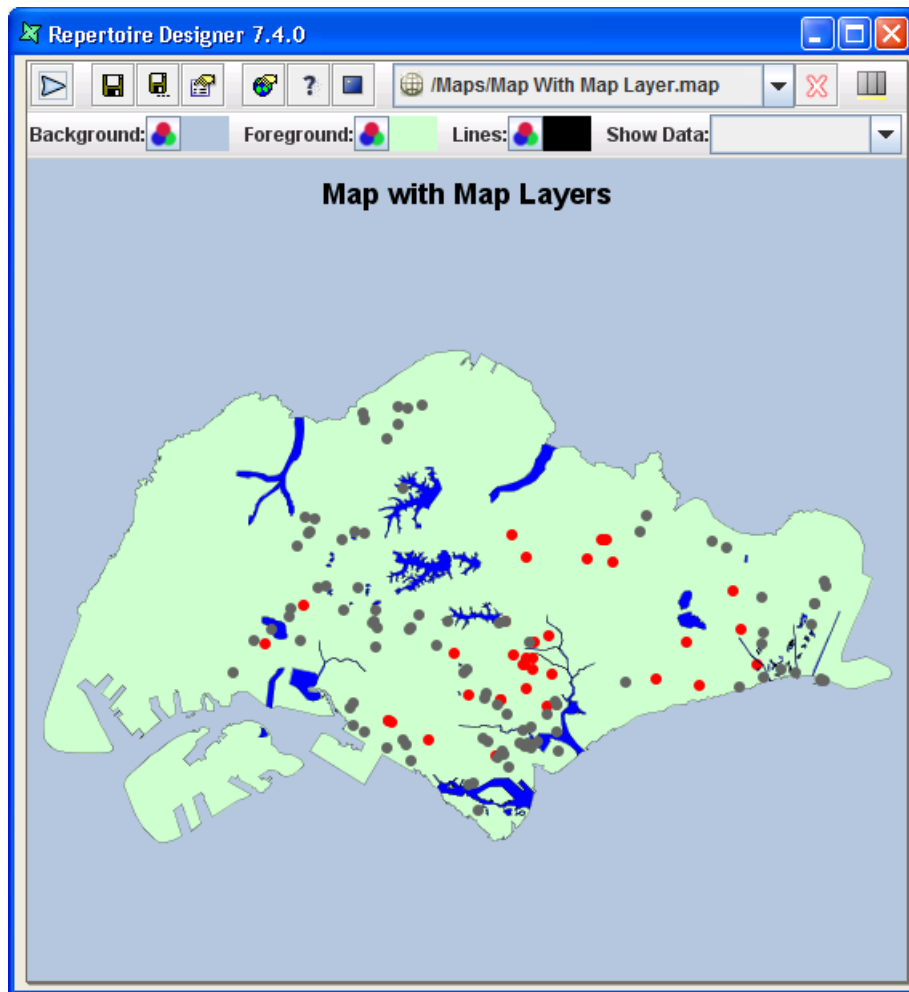 Repertoire Designer 7.4.0
? /Maps/Map With Map Layer.map
Background: Foreground: Lines: Show Data:
Map with Map Layers